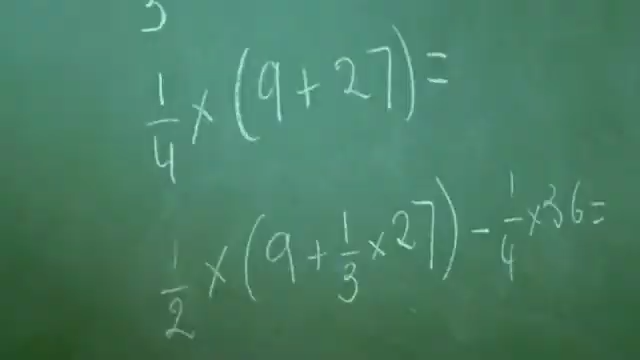 1/4 × (9 + 27) =
1/2 × (9 + 1/3 × 27) - 1/4 × 36 =